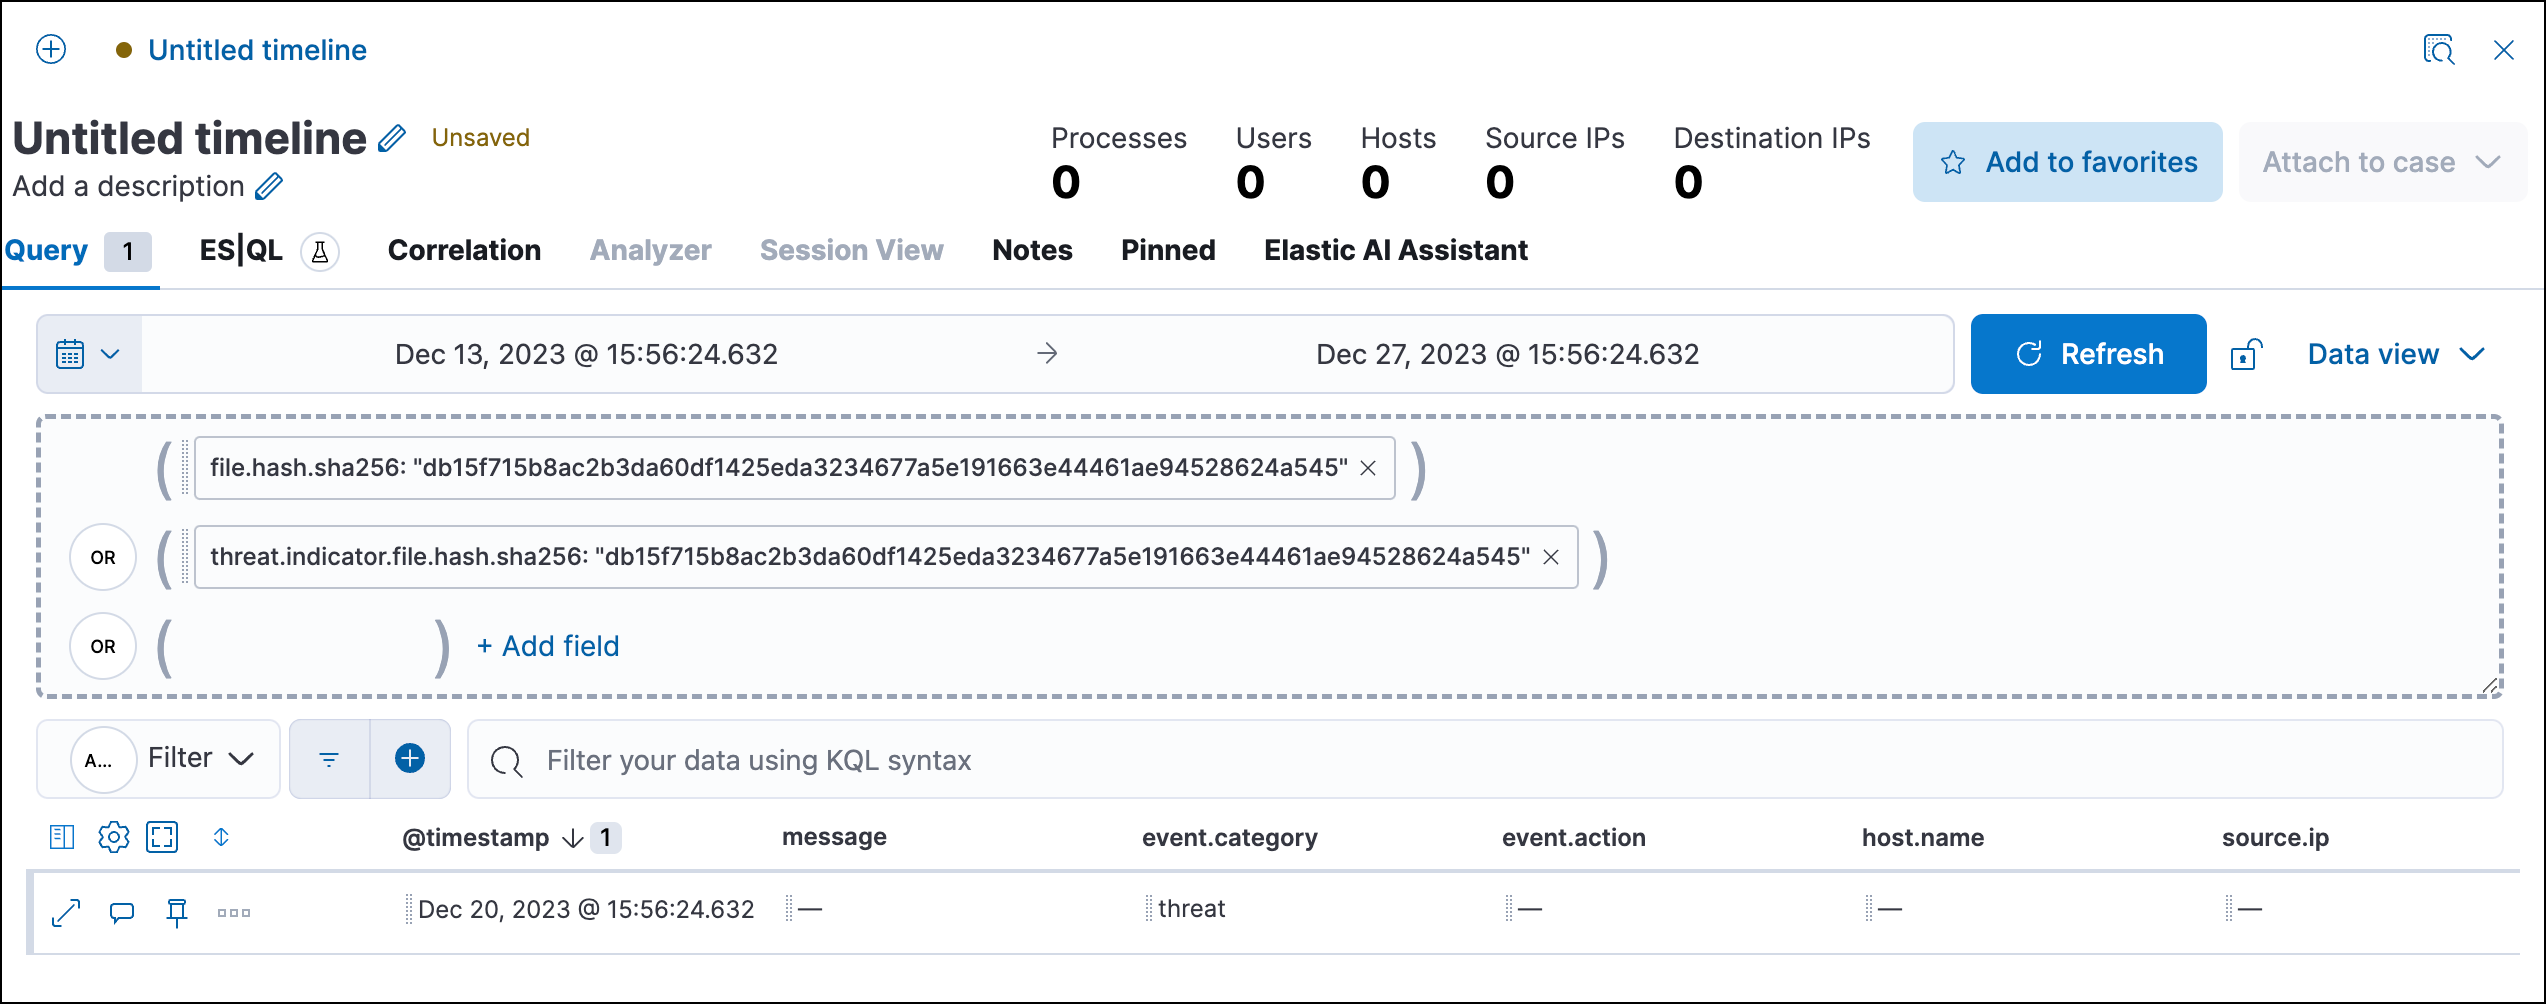 Untitled timeline
Untitled timeline Unsaved
Add a description
Processes Users Hosts Source IPs Destination IPs
0 0 0 0 0
Add to favorites Attach to case
Query 1 ES|QL Correlation Analyzer Session View Notes Pinned Elastic AI Assistant
Dec 13, 2023 @ 15:56:24.632 → Dec 27, 2023 @ 15:56:24.632 Refresh Data view
( file.hash.sha256: "db15f715b8ac2b3da60df1425eda3234677a5e191663e44461ae94528624a545" )
OR ( threat.indicator.file.hash.sha256: "db15f715b8ac2b3da60df1425eda3234677a5e191663e44461ae94528624a545" )
OR ( ) + Add field
A... Filter Filter your data using KQL syntax
@timestamp ↓ 1 message event.category event.action host.name source.ip
Dec 20, 2023 @ 15:56:24.632 — threat — — —